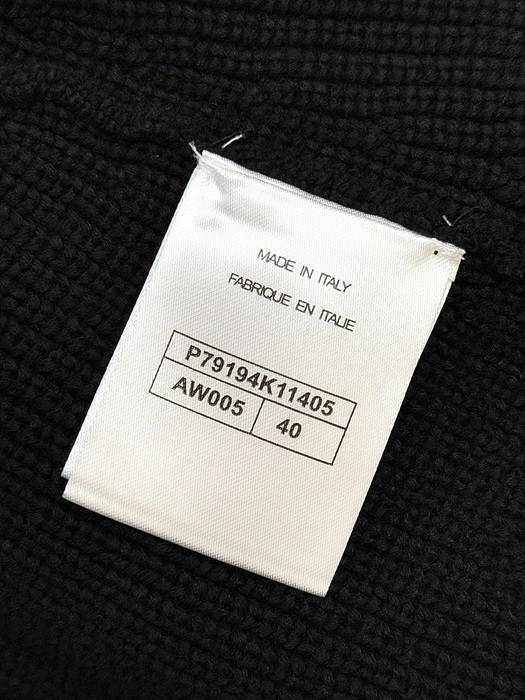 MADE IN ITALY
FABRIQUE EN ITALIE
P79194K11405
AW005 40